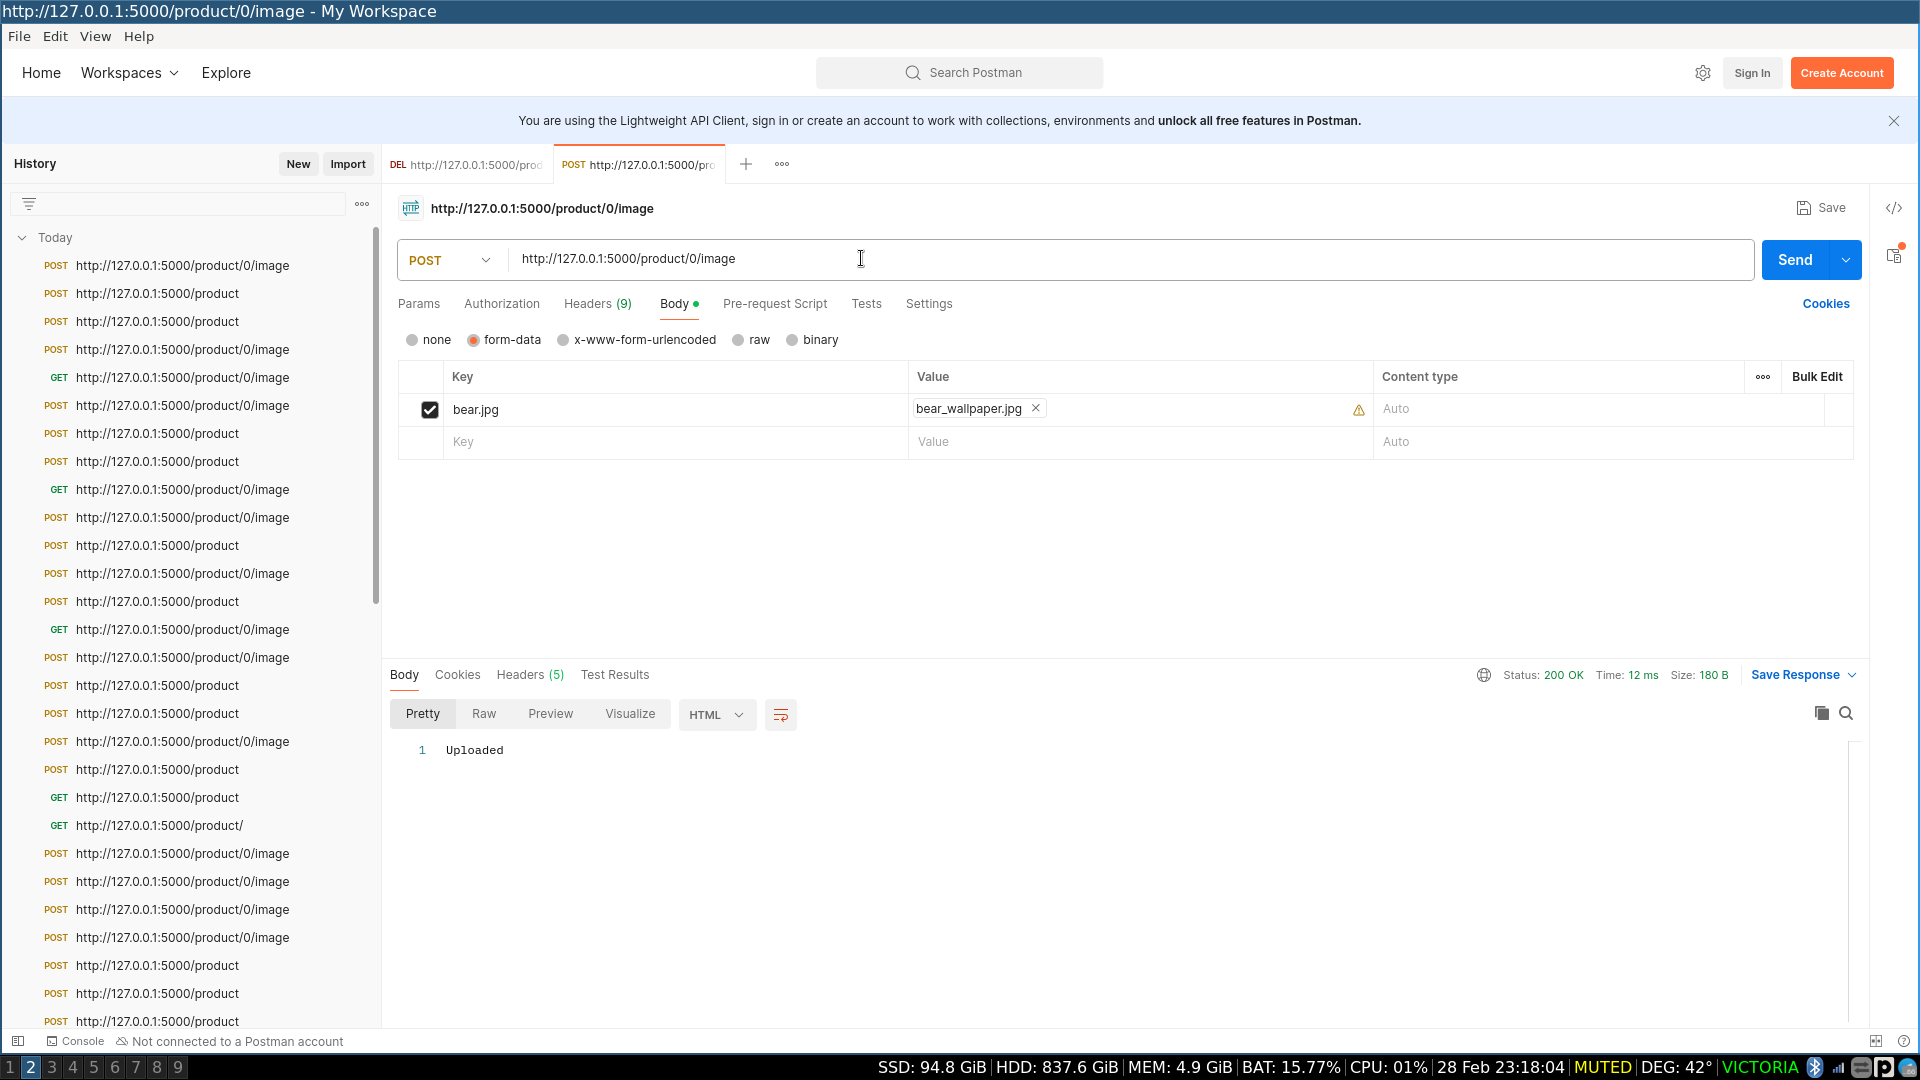 http://127.0.0.1:5000/product/0/image - My Workspace
File Edit View Help
Home Workspaces Explore
Search Postman
Sign In
Create Account
You are using the Lightweight API Client, sign in or create an account to work with collections, environments and unlock all free features in Postman.
History New Import
DEL http://127.0.0.1:5000/prod
POST http://127.0.0.1:5000/pro
Today
POST http://127.0.0.1:5000/product/0/image
POST http://127.0.0.1:5000/product
POST http://127.0.0.1:5000/product
POST http://127.0.0.1:5000/product/0/image
GET http://127.0.0.1:5000/product/0/image
POST http://127.0.0.1:5000/product/0/image
POST http://127.0.0.1:5000/product
POST http://127.0.0.1:5000/product
GET http://127.0.0.1:5000/product/0/image
POST http://127.0.0.1:5000/product/0/image
POST http://127.0.0.1:5000/product
POST http://127.0.0.1:5000/product/0/image
POST http://127.0.0.1:5000/product
GET http://127.0.0.1:5000/product/0/image
POST http://127.0.0.1:5000/product/0/image
POST http://127.0.0.1:5000/product
POST http://127.0.0.1:5000/product
POST http://127.0.0.1:5000/product/0/image
POST http://127.0.0.1:5000/product
GET http://127.0.0.1:5000/product
GET http://127.0.0.1:5000/product/
POST http://127.0.0.1:5000/product/0/image
POST http://127.0.0.1:5000/product/0/image
POST http://127.0.0.1:5000/product/0/image
POST http://127.0.0.1:5000/product/0/image
POST http://127.0.0.1:5000/product
POST http://127.0.0.1:5000/product
POST http://127.0.0.1:5000/product
HTTP http://127.0.0.1:5000/product/0/image
Save
POST http://127.0.0.1:5000/product/0/image
Send
Params Authorization Headers (9) Body Pre-request Script Tests Settings
Cookies
none form-data x-www-form-urlencoded raw binary
Key Value Content type Bulk Edit
bear.jpg bear_wallpaper.jpg Auto
Key Value Auto
Body Cookies Headers (5) Test Results
Status: 200 OK Time: 12 ms Size: 180 B Save Response
Pretty Raw Preview Visualize HTML
1 Uploaded
Console Not connected to a Postman account
1 2 3 4 5 6 7 8 9
SSD: 94.8 GiB HDD: 837.6 GiB MEM: 4.9 GiB BAT: 15.77% CPU: 01% 28 Feb 23:18:04 MUTED DEG: 42° VICTORIA